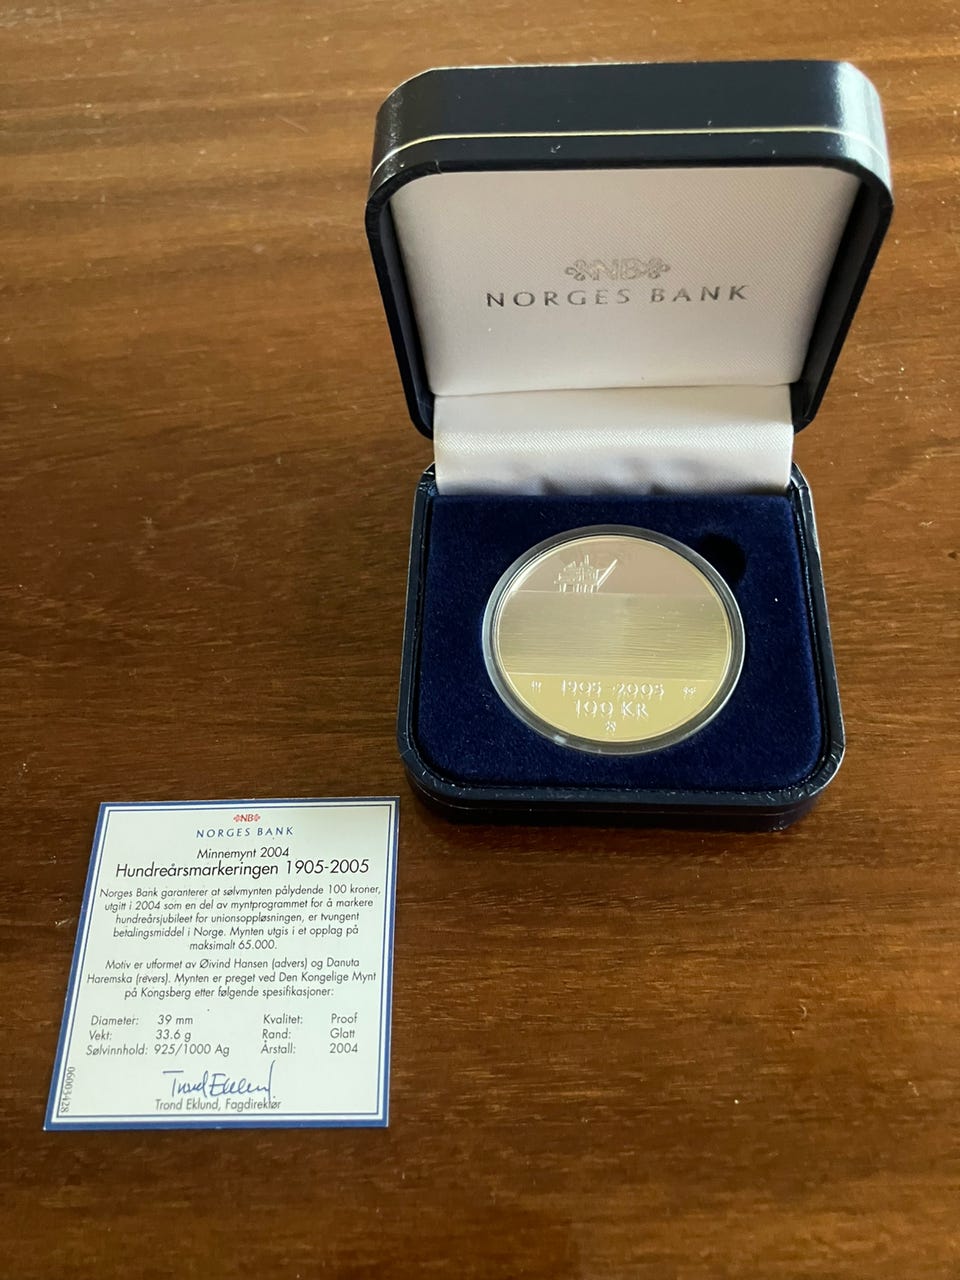 NB
NORGES BANK
1905-2005
100 KR
NB
NORGES BANK
Minnemynt 2004
Hundreårsmarkeringen 1905-2005
Norges Bank garanterer at sølvmynten pålydende 100 kroner,
utgitt i 2004 som en del av myntprogrammet for å markere
hundreårsjubileet for unionsoppløsningen, er tvungent
betalingsmiddel i Norge. Mynten utgis i et opplag på
maksimalt 65.000.
Motiv er utformet av Øivind Hansen (advers) og Danuta
Haremska (revers). Mynten er preget ved Den Kongelige Mynt
på Kongsberg etter følgende spesifikasjoner:
Diameter: 39 mm Kvalitet: Proof
Vekt: 33.6 g Rand: Glatt
Sølvinnhold: 925/1000 Ag Årstall: 2004
Trond Eklund
Trond Eklund, Fagdirektør
06003428